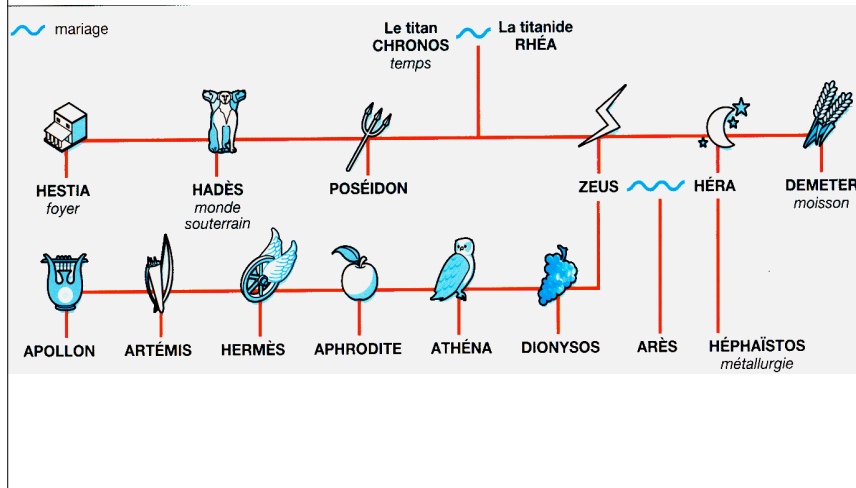 mariage
Le titan
CHRONOS
temps
La titanide
RHÉA
HESTIA
foyer
HADÈS
monde
souterrain
POSÉIDON
ZEUS
HÉRA
DEMETER
moisson
APOLLON
ARTÉMIS
HERMÈS
APHRODITE
ATHÉNA
DIONYSOS
ARÈS
HÉPHAÏSTOS
métallurgie